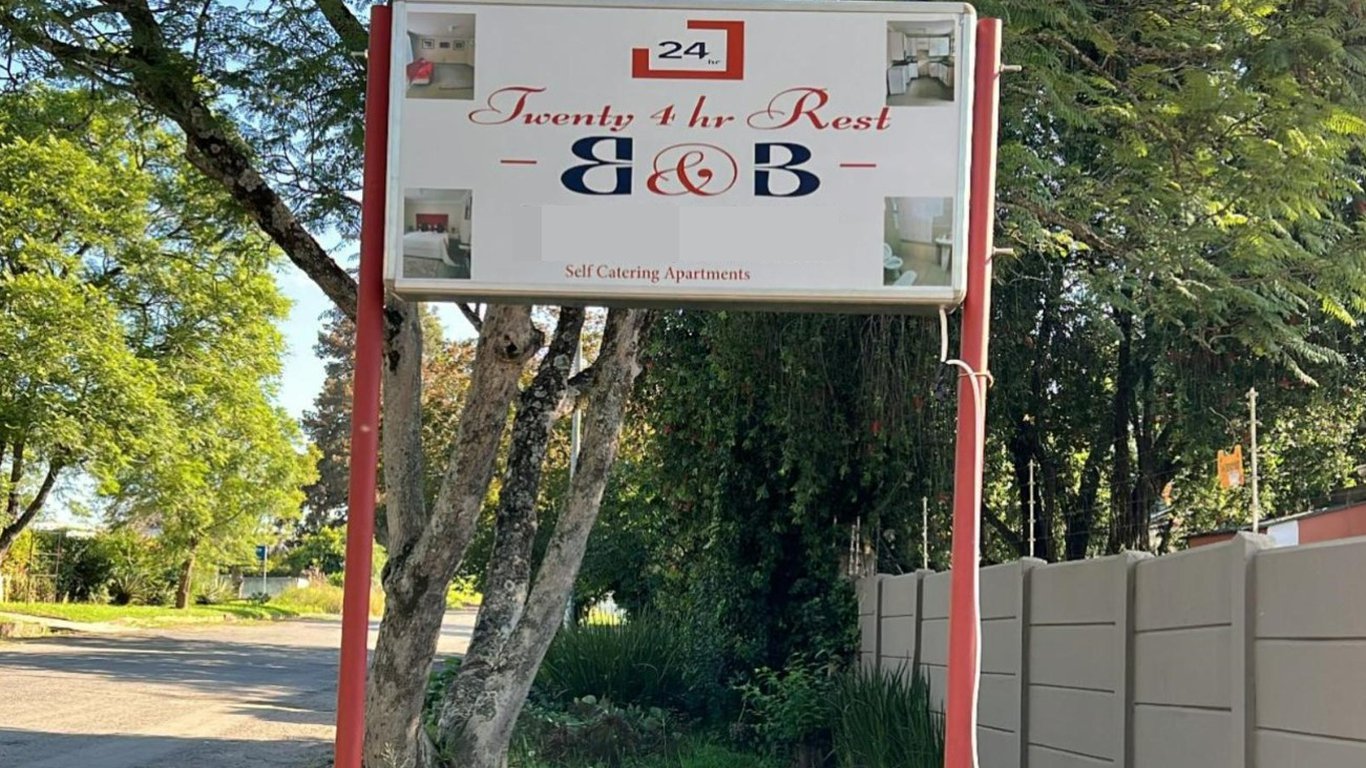 24 hr
Twenty 4 hr Rest
- B & B -
Self Catering Apartments